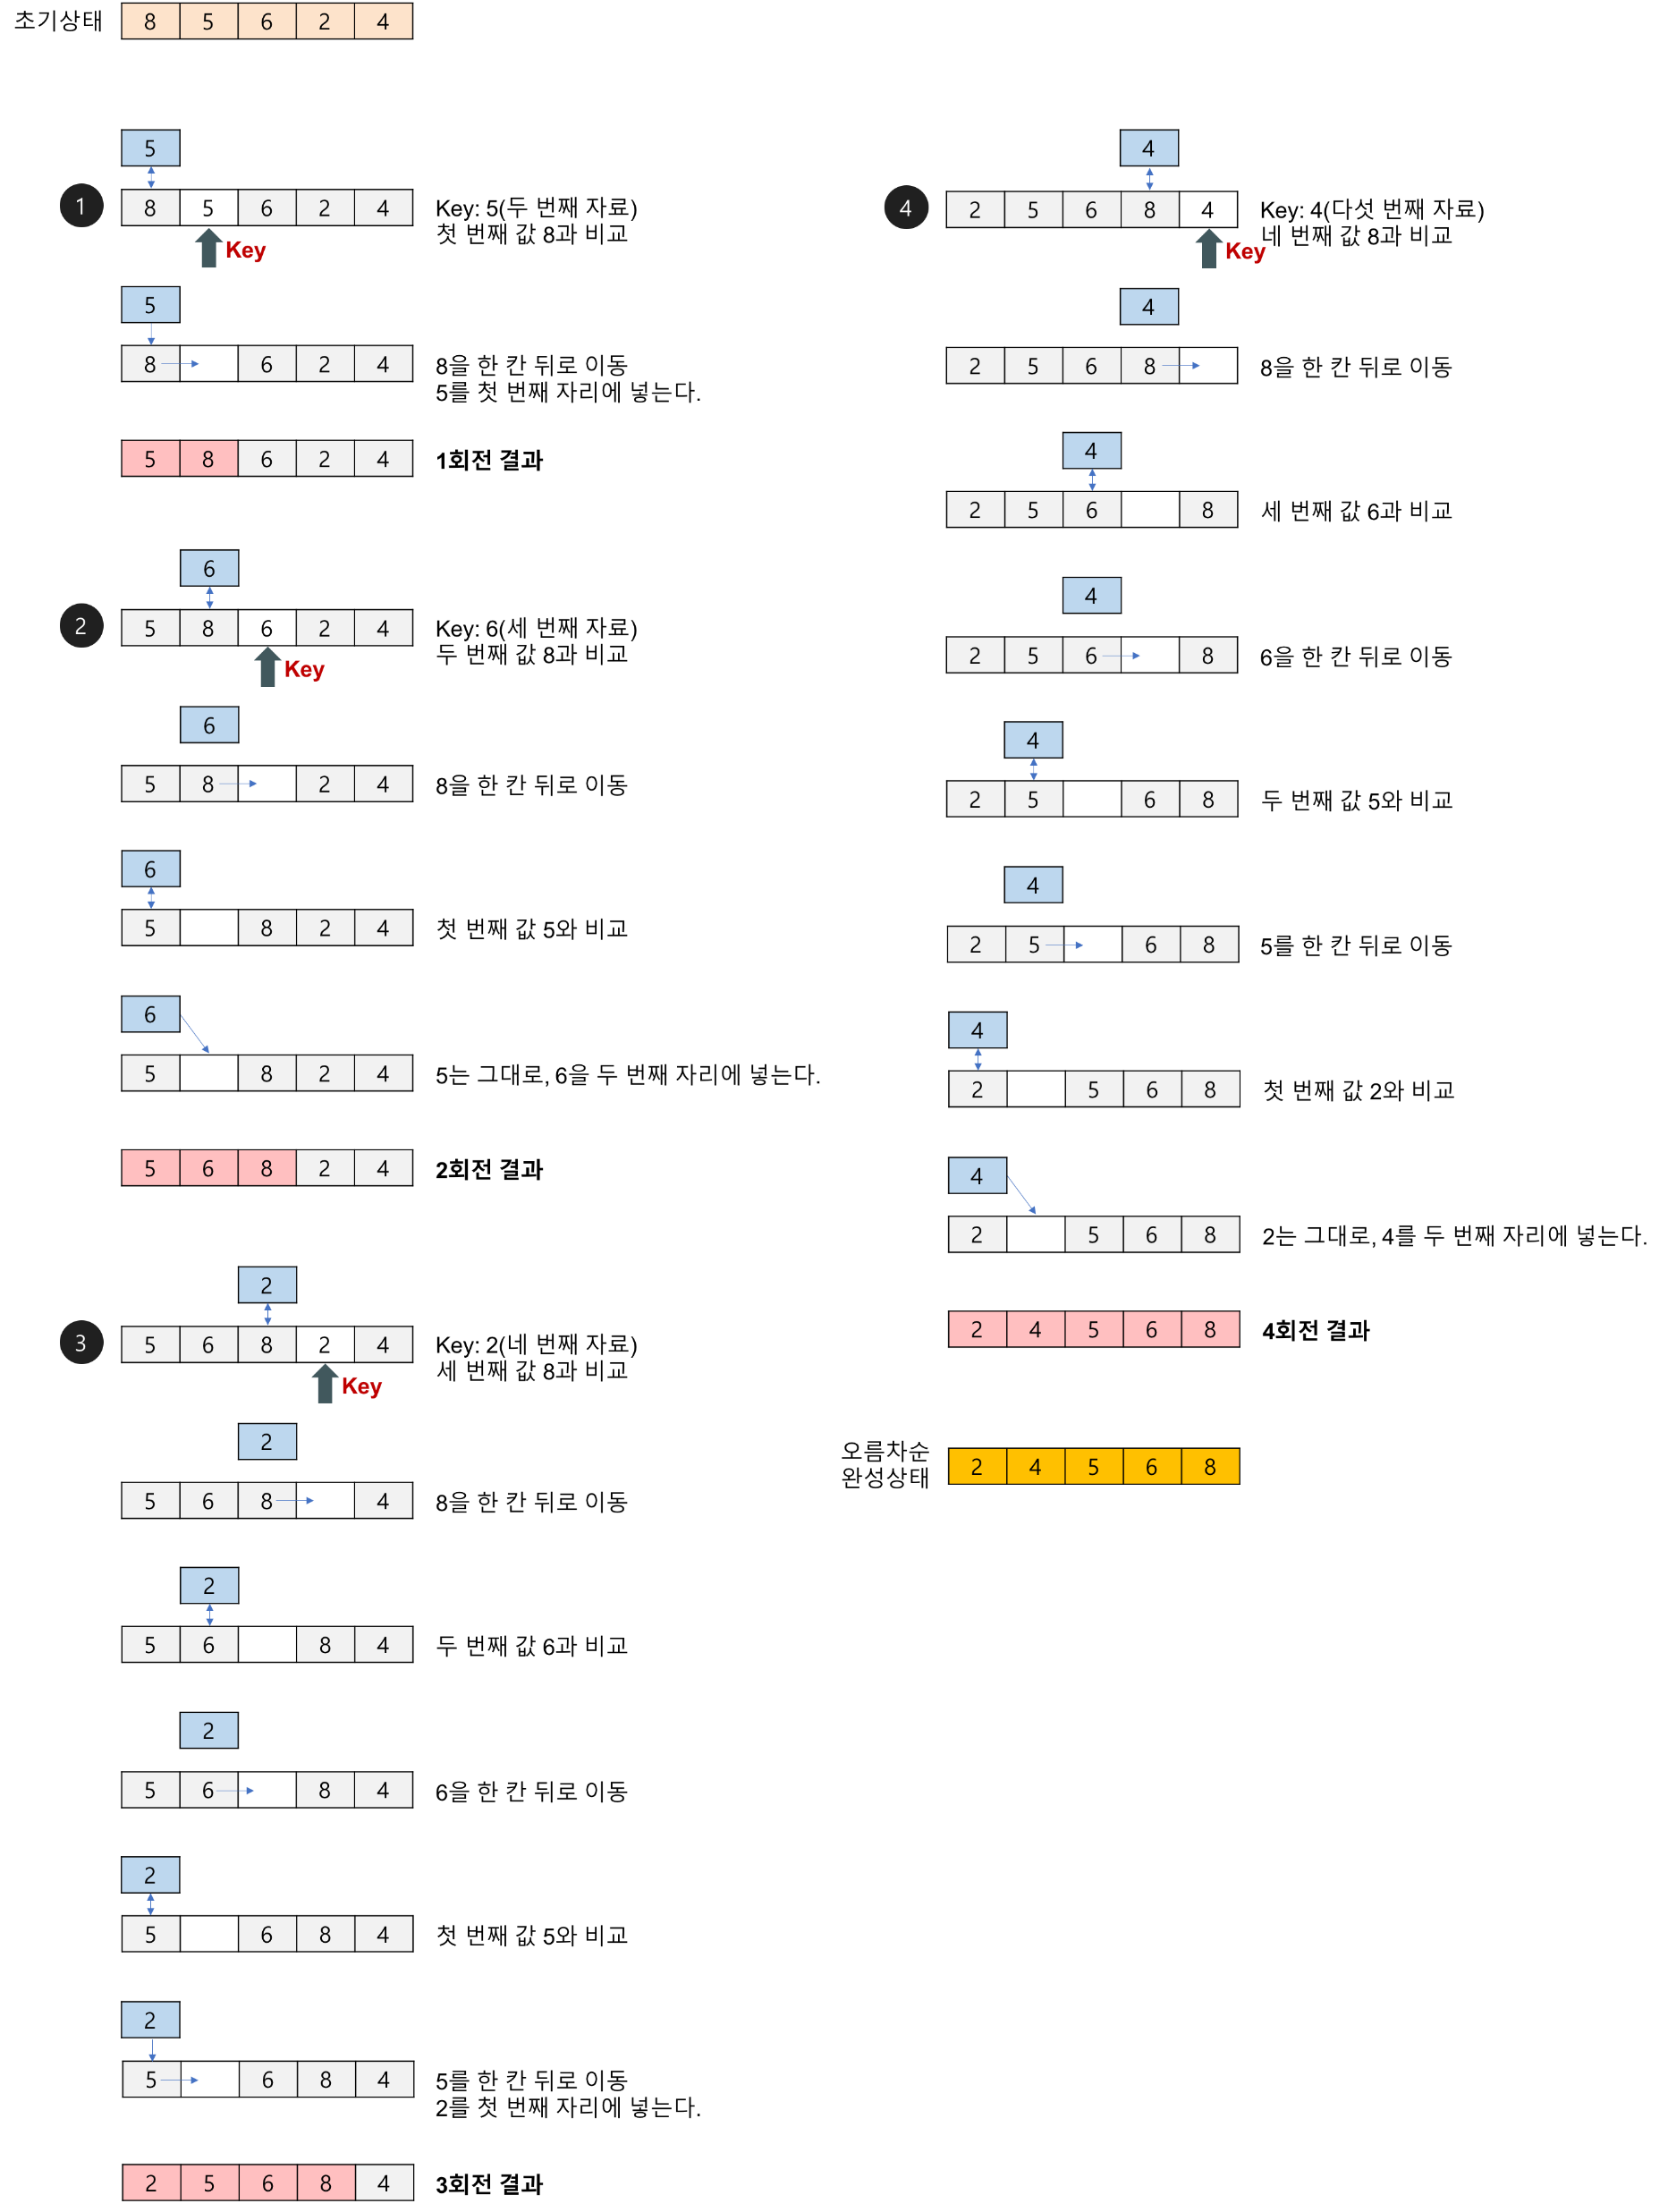 초기상태 8 5 6 2 4
5
1 8 5 6 2 4 Key: 5(두 번째 자료)
첫 번째 값 8과 비교
Key
5
8 6 2 4 8을 한 칸 뒤로 이동
5를 첫 번째 자리에 넣는다.
5 8 6 2 4 1회전 결과
6
2 5 8 6 2 4 Key: 6(세 번째 자료)
두 번째 값 8과 비교
Key
6
5 8 2 4 8을 한 칸 뒤로 이동
6
5 8 2 4 첫 번째 값 5와 비교
6
5 8 2 4 5는 그대로, 6을 두 번째 자리에 넣는다.
5 6 8 2 4 2회전 결과
2
3 5 6 8 2 4 Key: 2(네 번째 자료)
세 번째 값 8과 비교
Key
2
5 6 8 4 8을 한 칸 뒤로 이동
2
5 6 8 4 두 번째 값 6과 비교
2
5 6 8 4 6을 한 칸 뒤로 이동
2
5 6 8 4 첫 번째 값 5와 비교
2
5 6 8 4 5를 한 칸 뒤로 이동
2를 첫 번째 자리에 넣는다.
2 5 6 8 4 3회전 결과
4
4 2 5 6 8 4 Key: 4(다섯 번째 자료)
네 번째 값 8과 비교
Key
4
2 5 6 8 8을 한 칸 뒤로 이동
4
2 5 6 8 세 번째 값 6과 비교
4
2 5 6 8 6을 한 칸 뒤로 이동
4
2 5 6 8 두 번째 값 5와 비교
4
2 5 6 8 5를 한 칸 뒤로 이동
4
2 5 6 8 첫 번째 값 2와 비교
4
2 5 6 8 2는 그대로, 4를 두 번째 자리에 넣는다.
2 4 5 6 8 4회전 결과
오름차순
완성상태 2 4 5 6 8